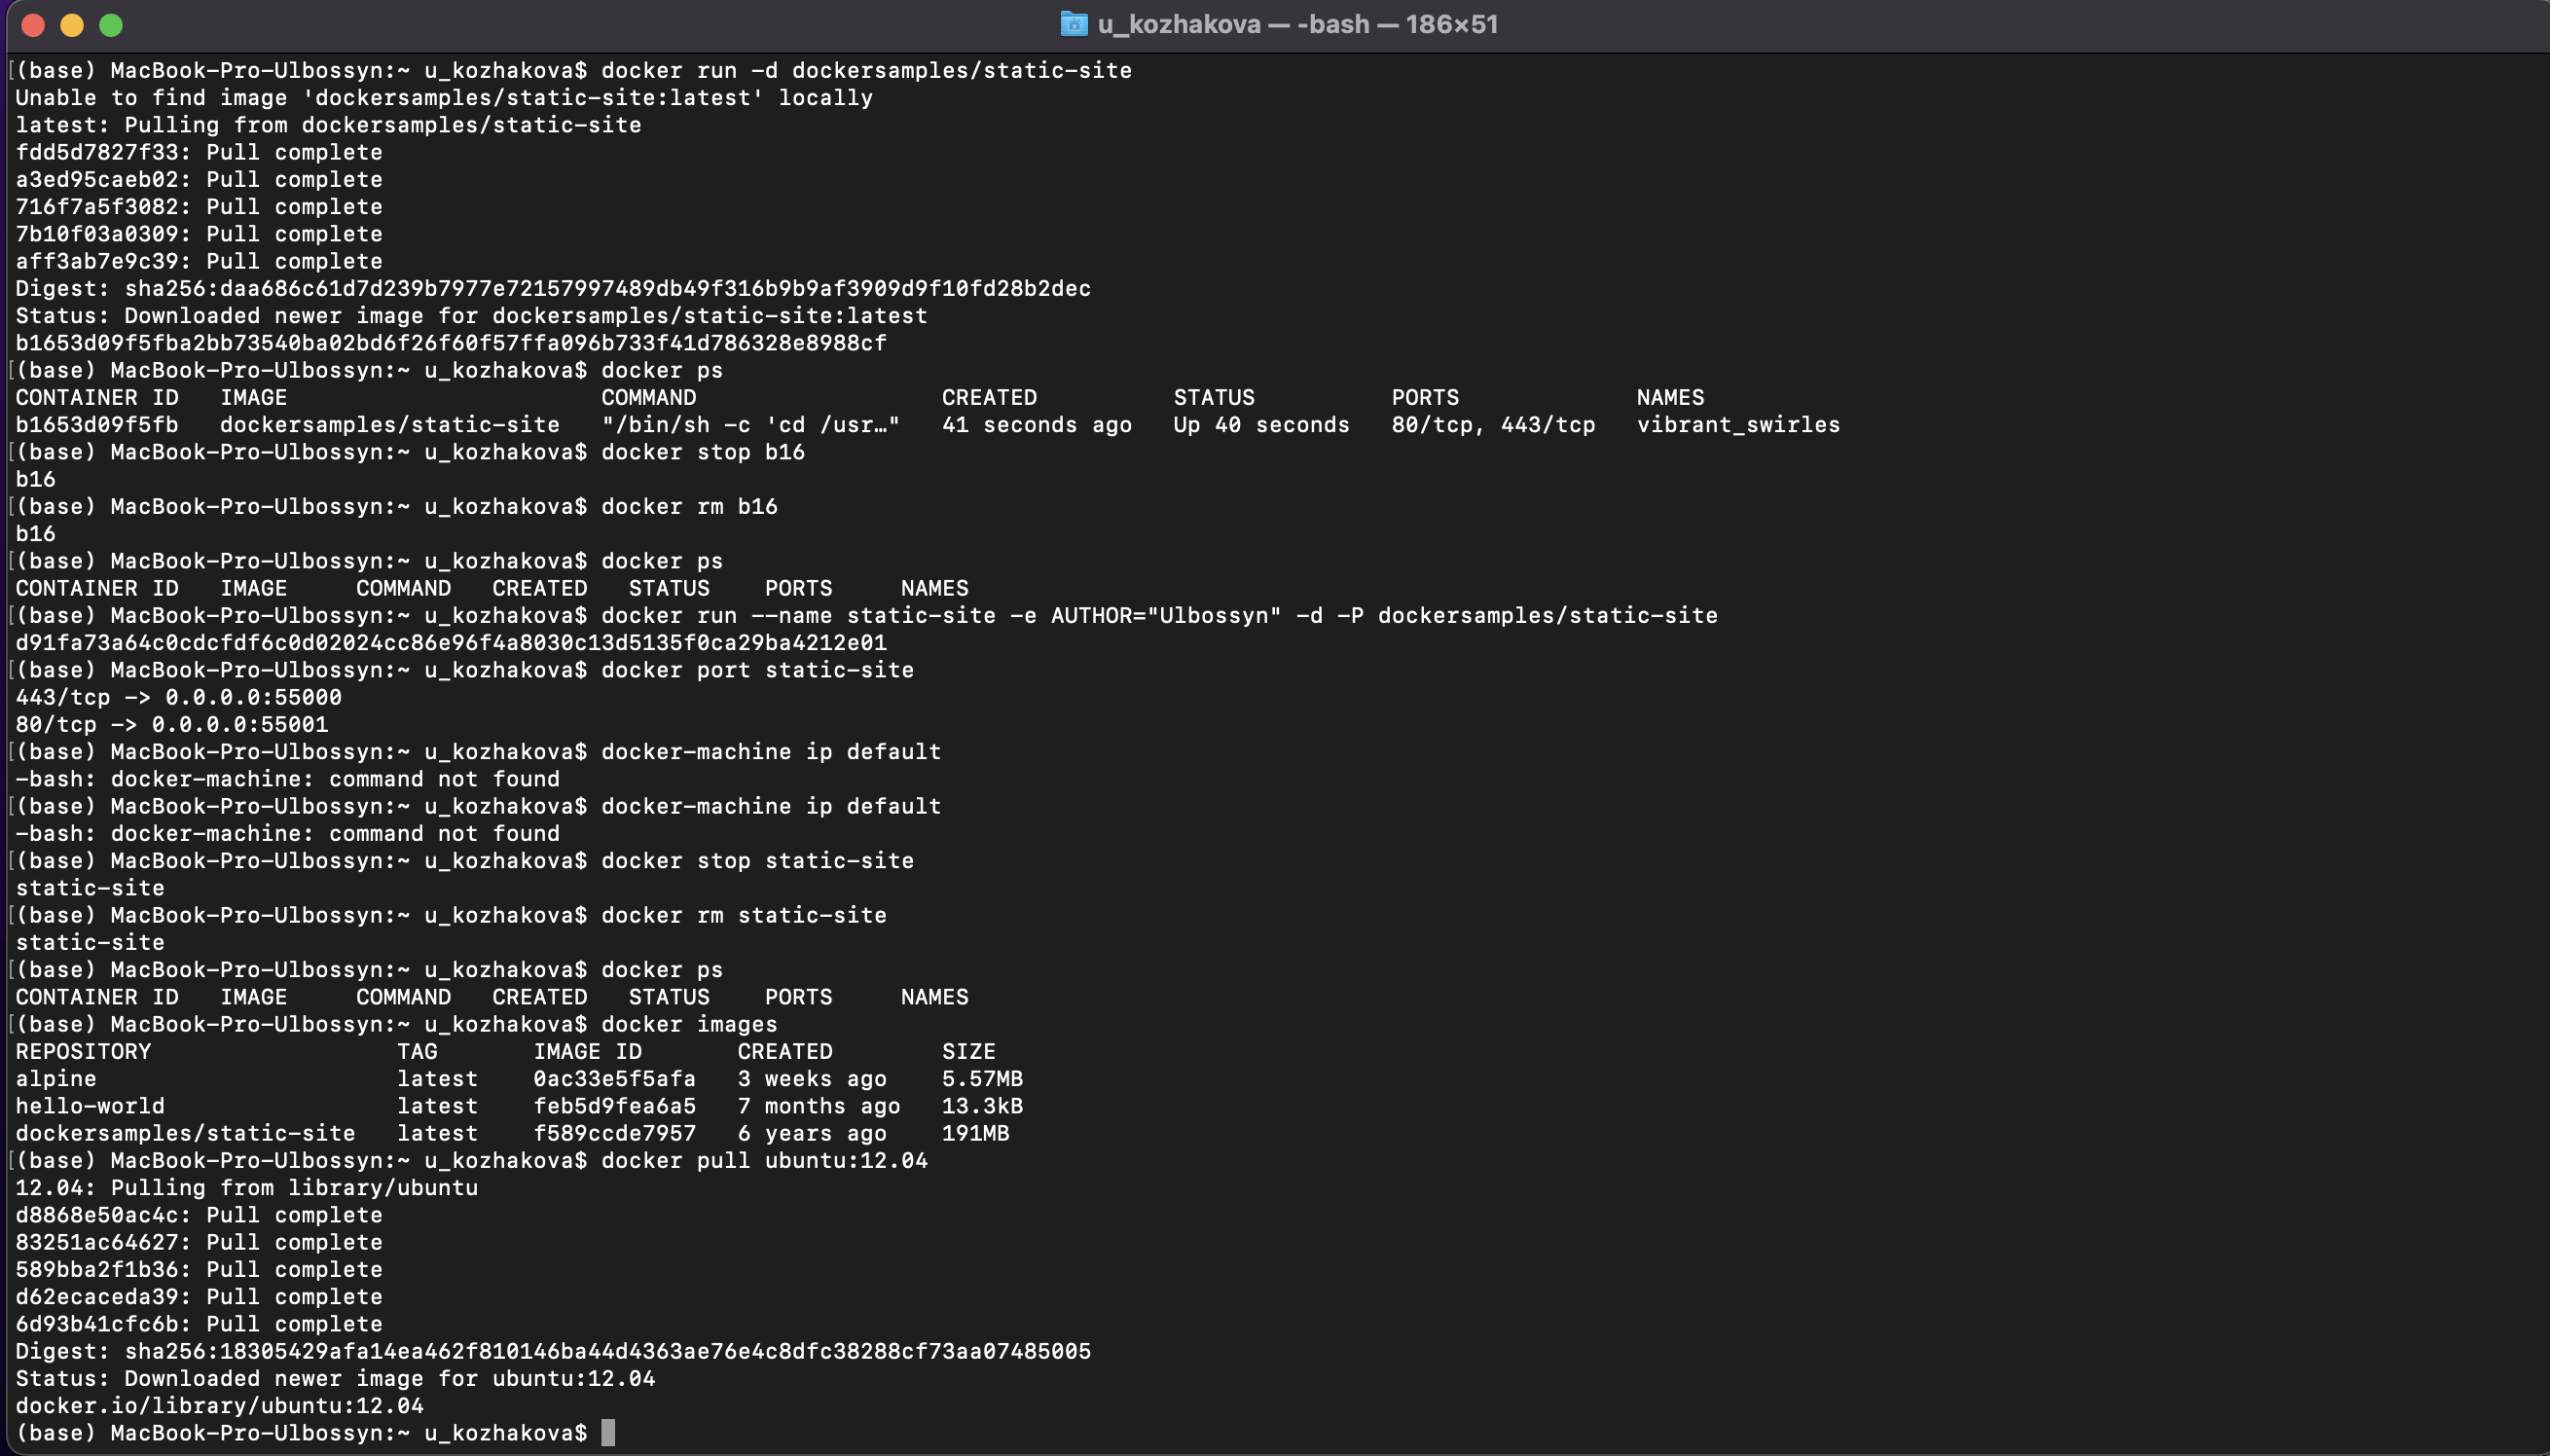 u_kozhakova — -bash — 186×51
[(base) MacBook-Pro-Ulbossyn:~ u_kozhakova$ docker run -d dockersamples/static-site
Unable to find image 'dockersamples/static-site:latest' locally
latest: Pulling from dockersamples/static-site
fdd5d7827f33: Pull complete
a3ed95caeb02: Pull complete
716f7a5f3082: Pull complete
7b10f03a0309: Pull complete
aff3ab7e9c39: Pull complete
Digest: sha256:daa686c61d7d239b7977e72157997489db49f316b9b9af3909d9f10fd28b2dec
Status: Downloaded newer image for dockersamples/static-site:latest
b1653d09f5fba2bb73540ba02bd6f26f60f57ffa096b733f41d786328e8988cf
[(base) MacBook-Pro-Ulbossyn:~ u_kozhakova$ docker ps
CONTAINER ID   IMAGE                       COMMAND                  CREATED          STATUS          PORTS             NAMES
b1653d09f5fb   dockersamples/static-site   "/bin/sh -c 'cd /usr…"   41 seconds ago   Up 40 seconds   80/tcp, 443/tcp   vibrant_swirles
[(base) MacBook-Pro-Ulbossyn:~ u_kozhakova$ docker stop b16
b16
[(base) MacBook-Pro-Ulbossyn:~ u_kozhakova$ docker rm b16
b16
[(base) MacBook-Pro-Ulbossyn:~ u_kozhakova$ docker ps
CONTAINER ID   IMAGE     COMMAND   CREATED   STATUS    PORTS     NAMES
[(base) MacBook-Pro-Ulbossyn:~ u_kozhakova$ docker run --name static-site -e AUTHOR="Ulbossyn" -d -P dockersamples/static-site
d91fa73a64c0cdcfdf6c0d02024cc86e96f4a8030c13d5135f0ca29ba4212e01
[(base) MacBook-Pro-Ulbossyn:~ u_kozhakova$ docker port static-site
443/tcp -> 0.0.0.0:55000
80/tcp -> 0.0.0.0:55001
[(base) MacBook-Pro-Ulbossyn:~ u_kozhakova$ docker-machine ip default
-bash: docker-machine: command not found
[(base) MacBook-Pro-Ulbossyn:~ u_kozhakova$ docker-machine ip default
-bash: docker-machine: command not found
[(base) MacBook-Pro-Ulbossyn:~ u_kozhakova$ docker stop static-site
static-site
[(base) MacBook-Pro-Ulbossyn:~ u_kozhakova$ docker rm static-site
static-site
[(base) MacBook-Pro-Ulbossyn:~ u_kozhakova$ docker ps
CONTAINER ID   IMAGE     COMMAND   CREATED   STATUS    PORTS     NAMES
[(base) MacBook-Pro-Ulbossyn:~ u_kozhakova$ docker images
REPOSITORY                  TAG       IMAGE ID       CREATED        SIZE
alpine                      latest    0ac33e5f5afa   3 weeks ago    5.57MB
hello-world                 latest    feb5d9fea6a5   7 months ago   13.3kB
dockersamples/static-site   latest    f589ccde7957   6 years ago    191MB
[(base) MacBook-Pro-Ulbossyn:~ u_kozhakova$ docker pull ubuntu:12.04
12.04: Pulling from library/ubuntu
d8868e50ac4c: Pull complete
83251ac64627: Pull complete
589bba2f1b36: Pull complete
d62ecaceda39: Pull complete
6d93b41cfc6b: Pull complete
Digest: sha256:18305429afa14ea462f810146ba44d4363ae76e4c8dfc38288cf73aa07485005
Status: Downloaded newer image for ubuntu:12.04
docker.io/library/ubuntu:12.04
(base) MacBook-Pro-Ulbossyn:~ u_kozhakova$